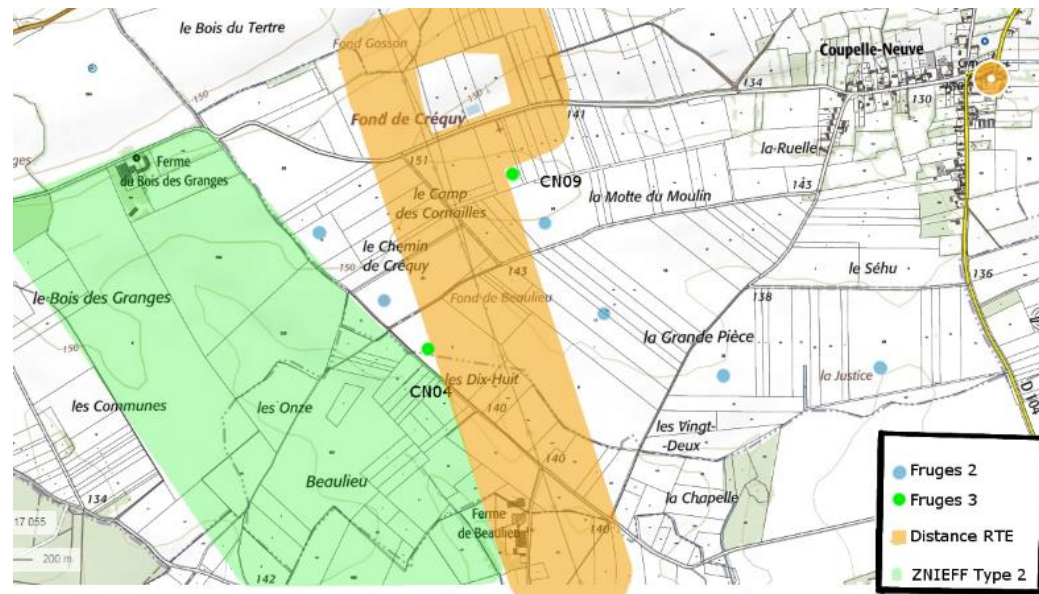 le Bois du Tertre
Fond Gosson
Coupelle-Neuve
150
150
134
130
Fond de Créquy
141
151
la Ruelle
Ferme
du Bois des Granges
CN09
le Camp
des Cornailles
la Motte du Moulin
143
le Chemin
de Créquy
150
143
le Séhu
136
le Bois des Granges
Fond de Beaulieu
138
la Grande Pièce
150
CN04
les Dix-Huit
la Justice
D 104
les Communes
les Onze
140
les Vingt-
-Deux
Beaulieu
140
la Chapelle
134
17 055
Ferme
de Beaulieu
140
200 m
142
Fruges 2
Fruges 3
Distance RTE
ZNIEFF Type 2